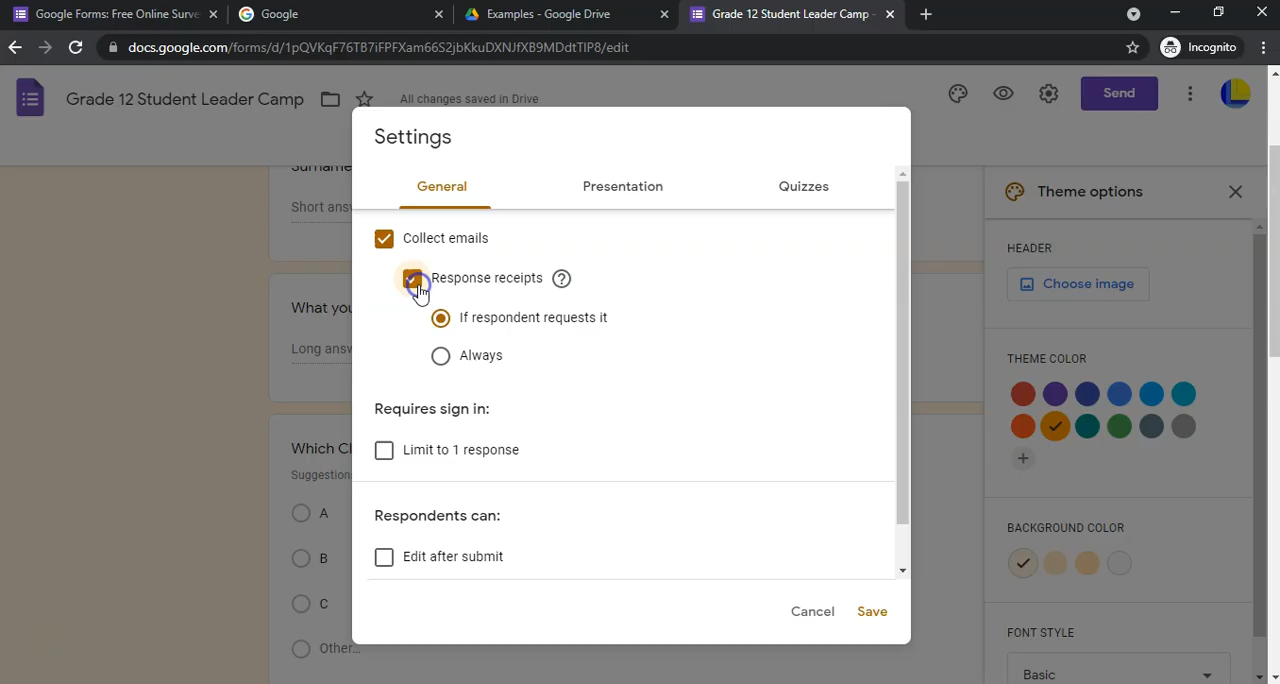 Google Forms: Free Online Surve
Google
Examples - Google Drive
Grade 12 Student Leader Camp -
docs.google.com/forms/d/1pQVKqF76TB7iFPFXam66S2jbKkuDXNJfXB9MDdtTIP8/edit
Incognito
Grade 12 Student Leader Camp
All changes saved in Drive
Send
Settings
General
Presentation
Quizzes
Collect emails
Response receipts
If respondent requests it
Always
Requires sign in:
Limit to 1 response
Respondents can:
Edit after submit
Cancel
Save
Surname
Short ans
What you
Long answ
Which Cl
Suggestion
A
B
C
Other...
Theme options
HEADER
Choose image
THEME COLOR
BACKGROUND COLOR
FONT STYLE
Basic